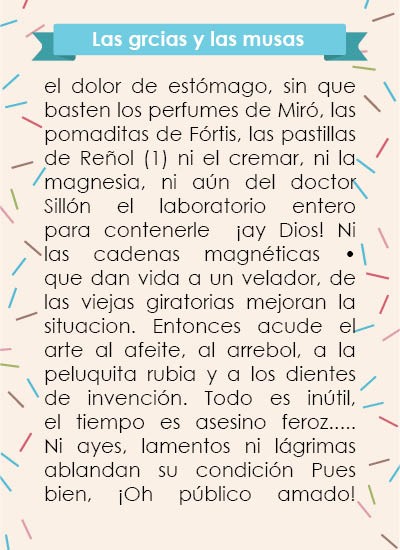 Las grcias y las musas
el dolor de estómago, sin que
basten los perfumes de Miró, las
pomaditas de Fórtis, las pastillas
de Reñol (1) ni el cremar, ni la
magnesia, ni aún del doctor
Sillón el laboratorio entero
para contenerle ¡ay Dios! Ni
las cadenas magnéticas •
que dan vida a un velador, de
las viejas giratorias mejoran la
situacion. Entonces acude el
arte al afeite, al arrebol, a la
peluquita rubia y a los dientes
de invención. Todo es inútil,
el tiempo es asesino feroz.....
Ni ayes, lamentos ni lágrimas
ablandan su condición Pues
bien, ¡Oh público amado!